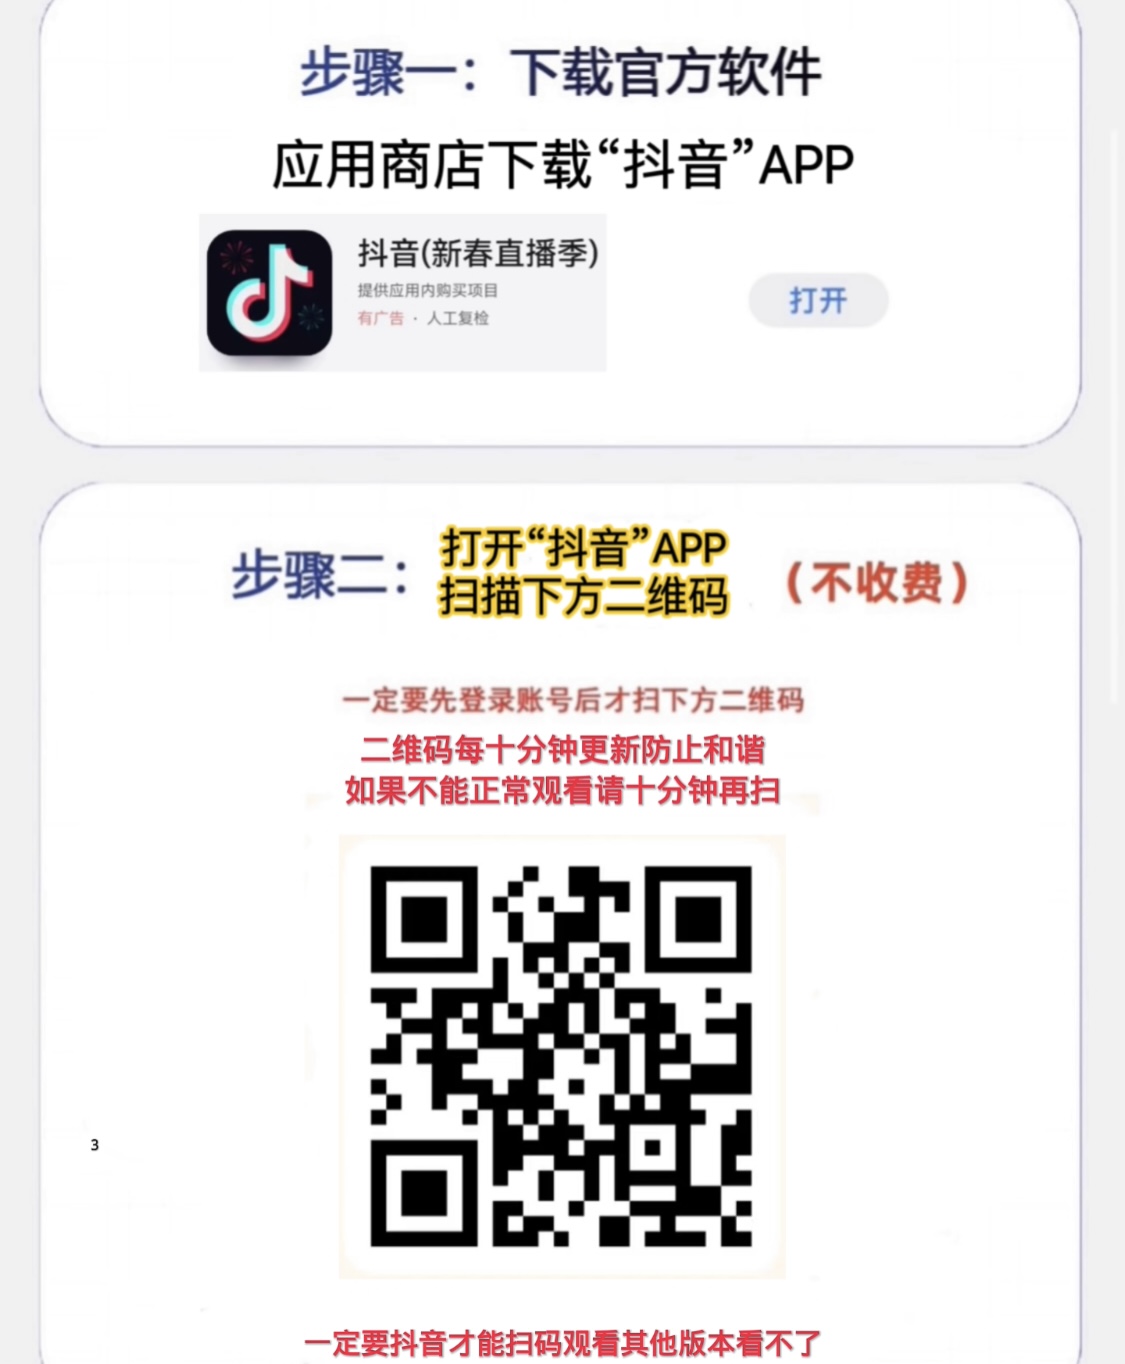 步骤一：下载官方软件
应用商店下载“抖音”APP
抖音(新春直播季)
提供应用内购买项目
有广告 · 人工复检
打开
步骤二：
打开“抖音”APP
扫描下方二维码
（不收费）
一定要先登录账号后才扫下方二维码
二维码每十分钟更新防止和谐
如果不能正常观看请十分钟再扫
3
一定要抖音才能扫码观看其他版本看不了